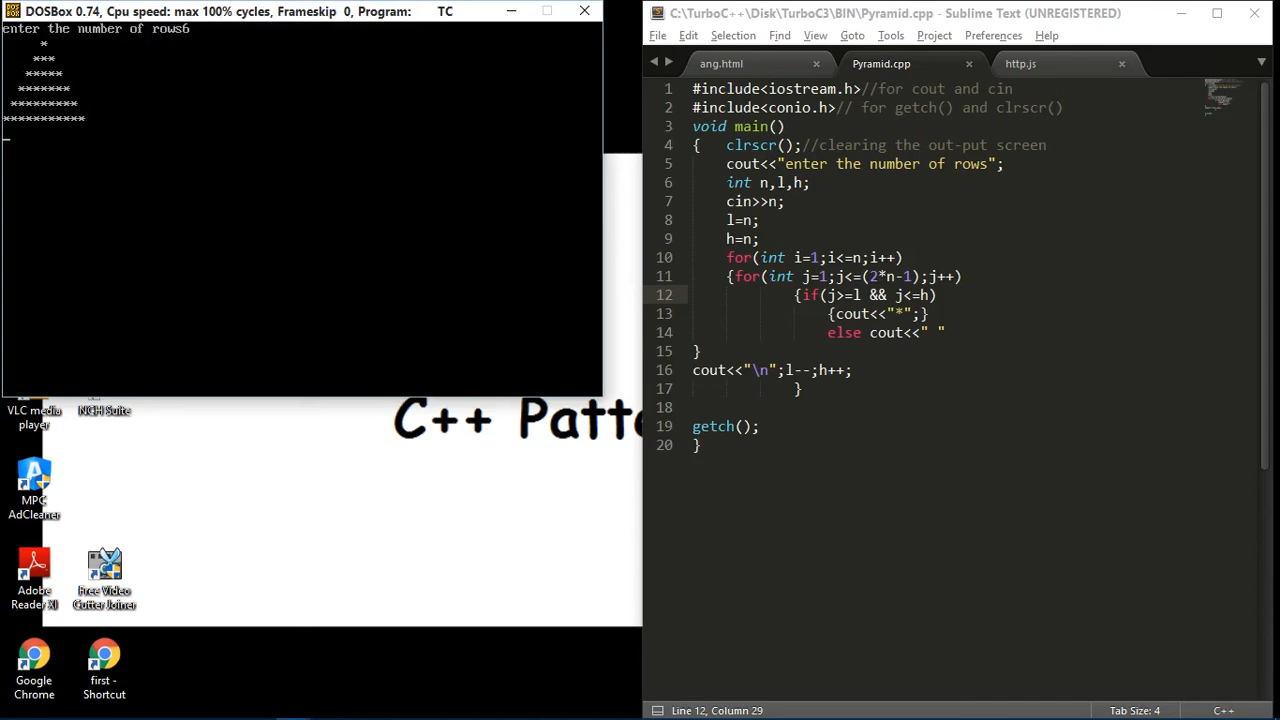 DOSBox 0.74, Cpu speed: max 100% cycles, Frameskip 0, Program: TC
enter the number of rows6
*
***
*****
*******
*********
***********
VLC media
player
NCH Suite
MPC
AdCleaner
Adobe
Reader XI
Free Video
Cutter Joiner
Google
Chrome
first -
Shortcut
C++ Patte
C:\TurboC++\Disk\TurboC3\BIN\Pyramid.cpp - Sublime Text (UNREGISTERED)
File Edit Selection Find View Goto Tools Project Preferences Help
ang.html Pyramid.cpp http.js
1 #include<iostream.h>//for cout and cin
2 #include<conio.h>// for getch() and clrscr()
3 void main()
4 { clrscr();//clearing the out-put screen
5 cout<<"enter the number of rows";
6 int n,l,h;
7 cin>>n;
8 l=n;
9 h=n;
10 for(int i=1;i<=n;i++)
11 {for(int j=1;j<=(2*n-1);j++)
12 {if(j>=l && j<=h)
13 {cout<<"*";}
14 else cout<<" "
15 }
16 cout<<"\n";l--;h++;
17 }
18
19 getch();
20 }
Line 12, Column 29 Tab Size: 4 C++